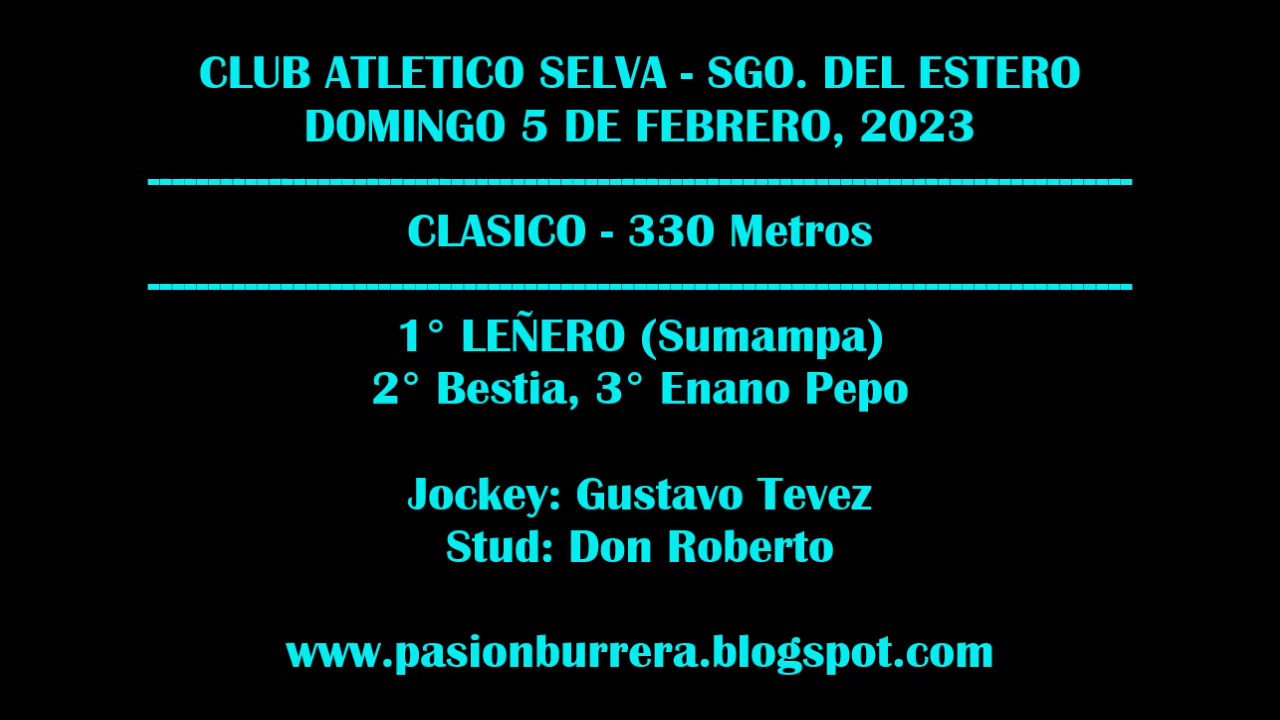 CLUB ATLETICO SELVA - SGO. DEL ESTERO
DOMINGO 5 DE FEBRERO, 2023
--------------------------------------------------------------------------------
CLASICO - 330 Metros
--------------------------------------------------------------------------------
1° LEÑERO (Sumampa)
2° Bestia, 3° Enano Pepo
Jockey: Gustavo Tevez
Stud: Don Roberto
www.pasionburrera.blogspot.com